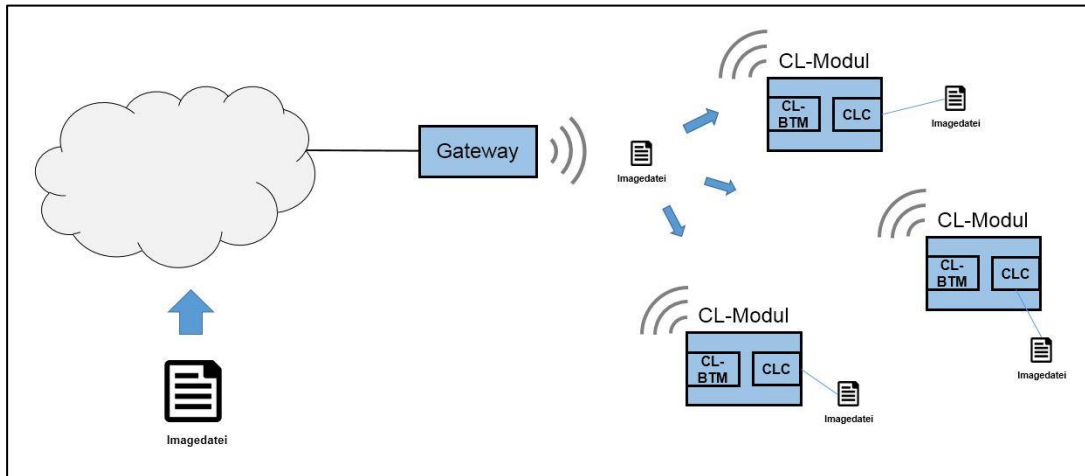 Imagedatei
Gateway
Imagedatei
CL-Modul
CL-
BTM
CLC
Imagedatei
CL-Modul
CL-
BTM
CLC
Imagedatei
CL-Modul
CL-
BTM
CLC
Imagedatei